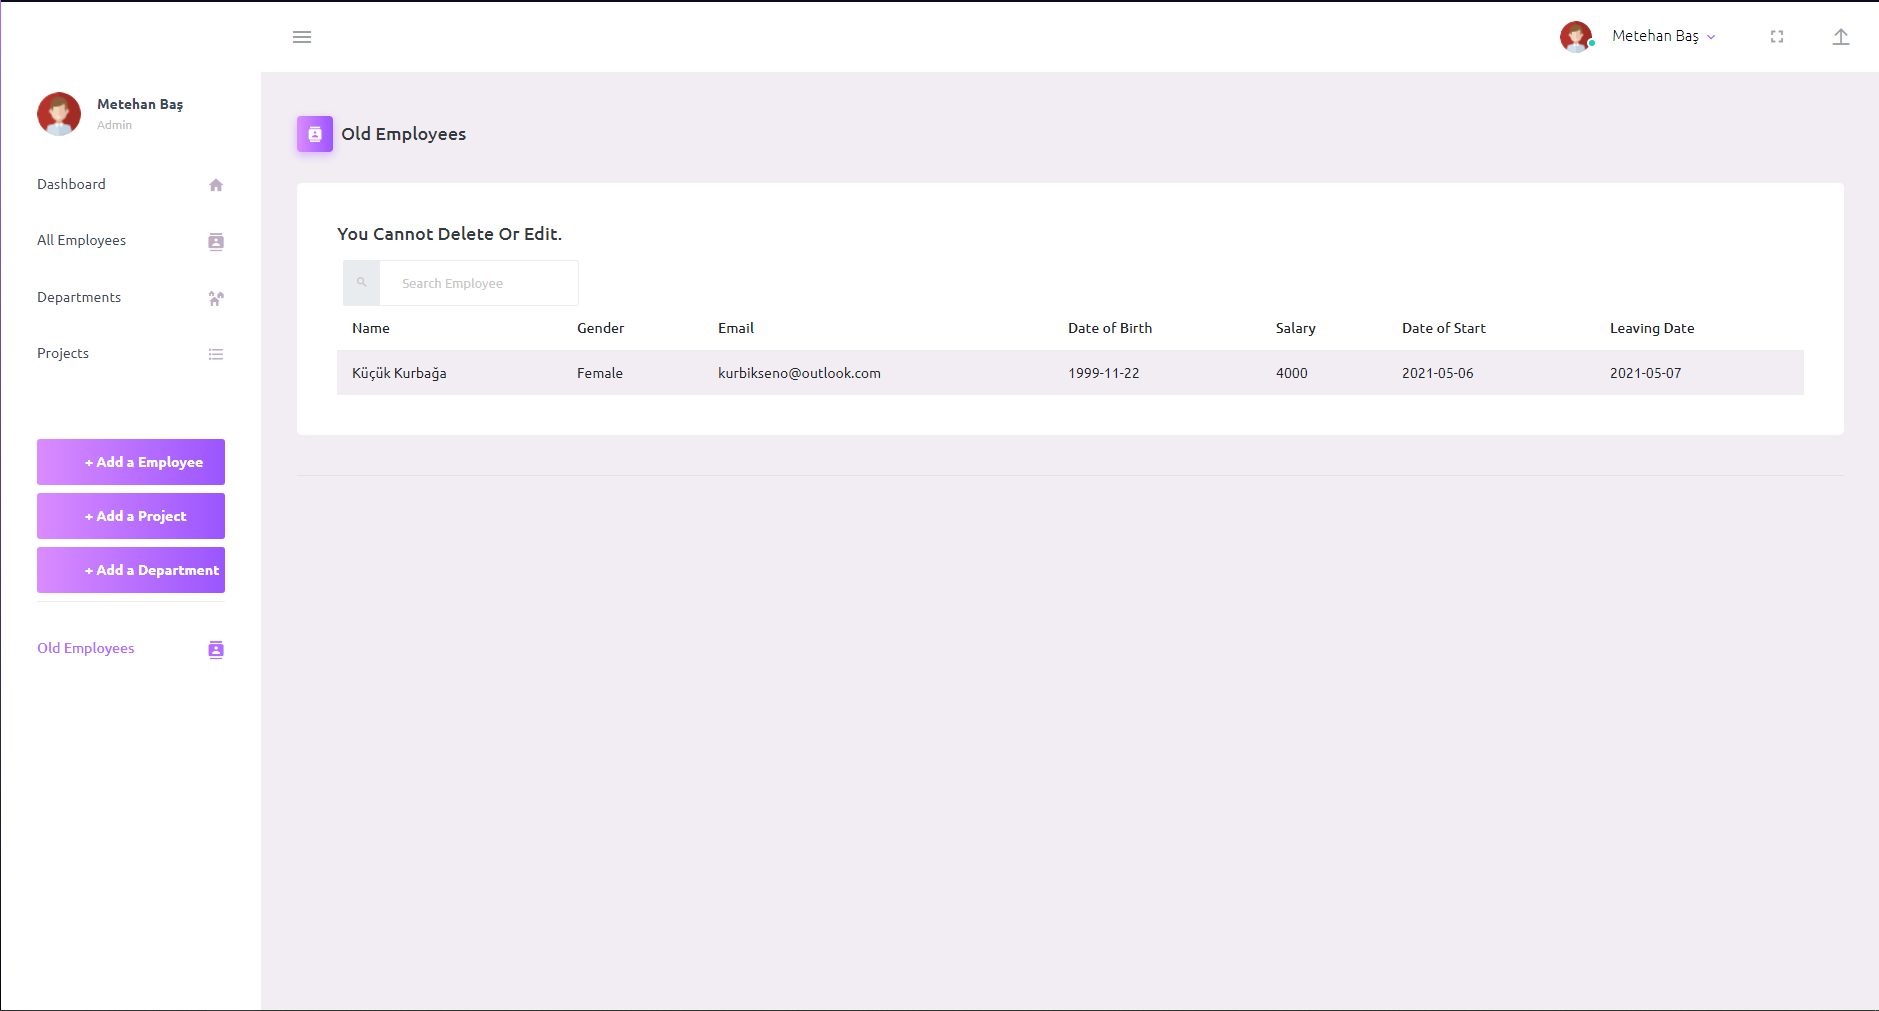 Metehan Baş
Metehan Baş
Admin
Dashboard
All Employees
Departments
Projects
+ Add a Employee
+ Add a Project
+ Add a Department
Old Employees
Old Employees
You Cannot Delete Or Edit.
Search Employee
Name Gender Email Date of Birth Salary Date of Start Leaving Date
Küçük Kurbağa Female kurbikseno@outlook.com 1999-11-22 4000 2021-05-06 2021-05-07